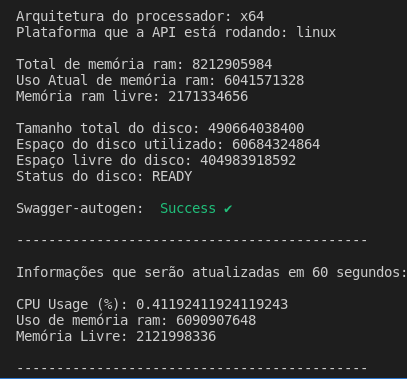 Arquitetura do processador: x64
Plataforma que a API está rodando: linux
Total de memória ram: 8212905984
Uso Atual de memória ram: 6041571328
Memória ram livre: 2171334656
Tamanho total do disco: 490664038400
Espaço do disco utilizado: 60684324864
Espaço livre do disco: 404983918592
Status do disco: READY
Swagger-autogen: Success ✔
--------------------------------------------
Informações que serão atualizadas em 60 segundos:
CPU Usage (%): 0.41192411924119243
Uso de memória ram: 6090907648
Memória Livre: 2121998336
--------------------------------------------